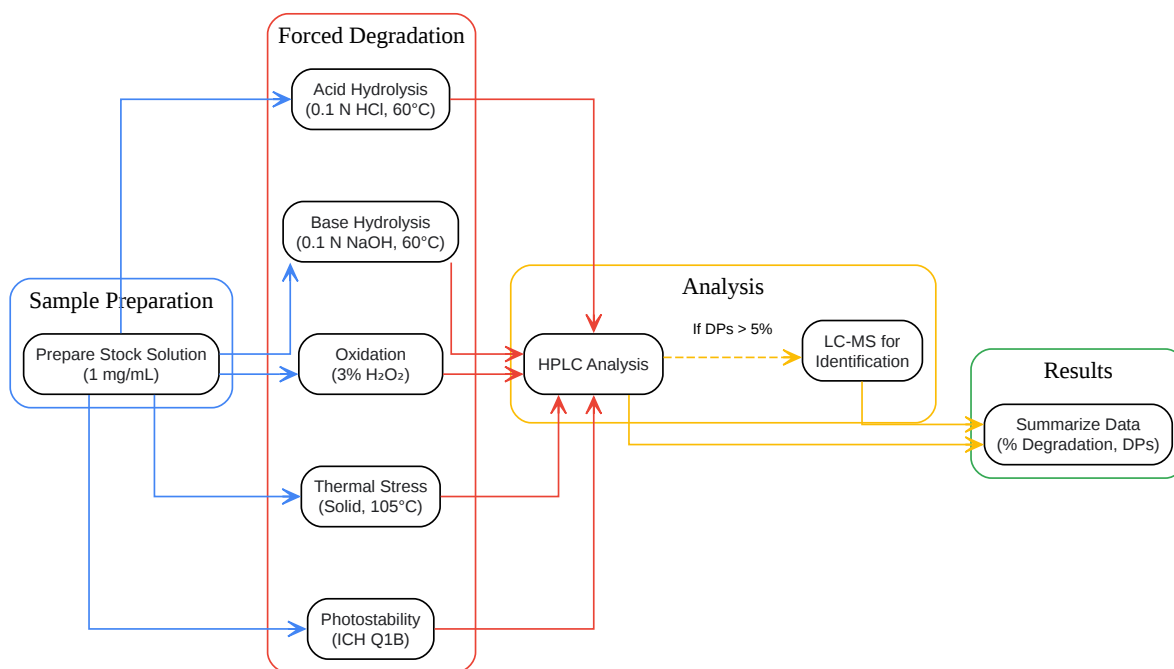 Forced Degradation
Acid Hydrolysis
(0.1 N HCl, 60°C)
Base Hydrolysis
(0.1 N NaOH, 60°C)
Sample Preparation
Prepare Stock Solution
(1 mg/mL)
Oxidation
(3% H₂O₂)
Thermal Stress
(Solid, 105°C)
Photostability
(ICH Q1B)
Analysis
HPLC Analysis
If DPs > 5%
LC-MS for
Identification
Results
Summarize Data
(% Degradation, DPs)